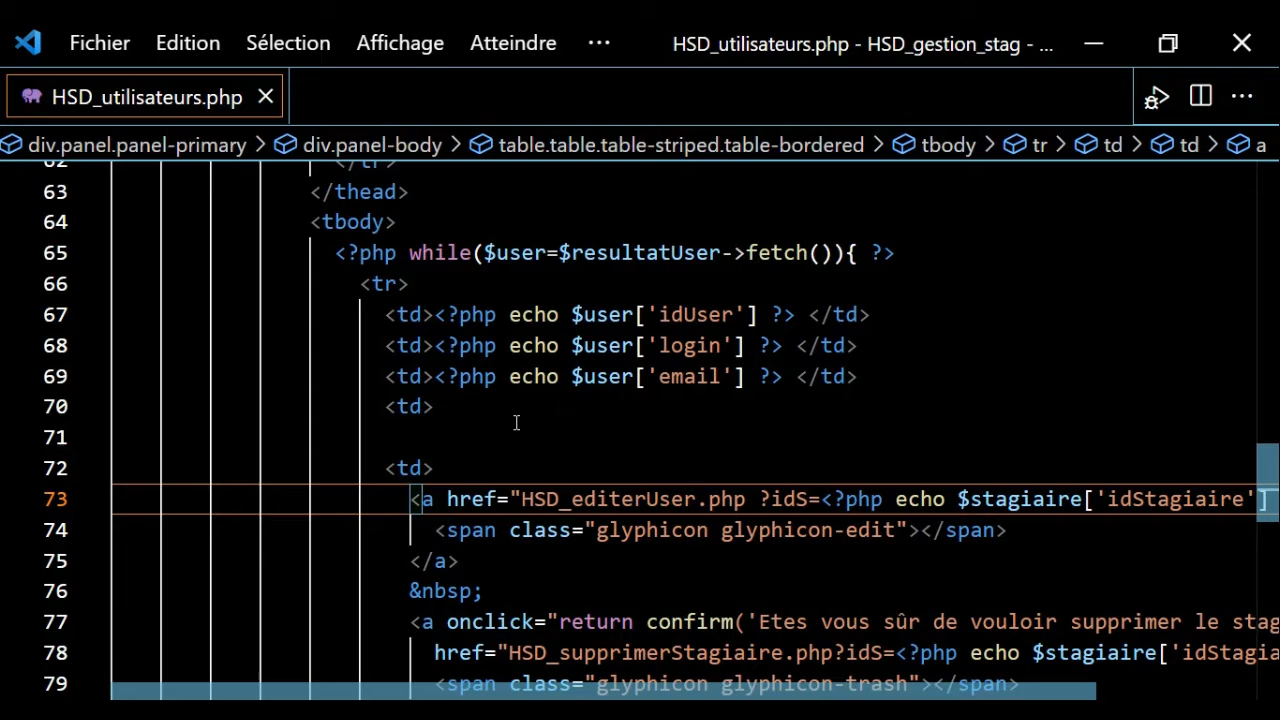 Fichier Edition Sélection Affichage Atteindre ··· HSD_utilisateurs.php - HSD_gestion_stag - ...
HSD_utilisateurs.php
div.panel.panel-primary > div.panel-body > table.table.table-striped.table-bordered > tbody > tr > td > td > a
62 </tr>
63 </thead>
64 <tbody>
65 <?php while($user=$resultatUser->fetch()){ ?>
66 <tr>
67 <td><?php echo $user['idUser'] ?> </td>
68 <td><?php echo $user['login'] ?> </td>
69 <td><?php echo $user['email'] ?> </td>
70 <td>
71
72 <td>
73 <a href="HSD_editerUser.php ?idS=<?php echo $stagiaire['idStagiaire']
74 <span class="glyphicon glyphicon-edit"></span>
75 </a>
76 &nbsp;
77 <a onclick="return confirm('Etes vous sûr de vouloir supprimer le stag
78 href="HSD_supprimerStagiaire.php?idS=<?php echo $stagiaire['idStagia
79 <span class="glyphicon glyphicon-trash"></span>